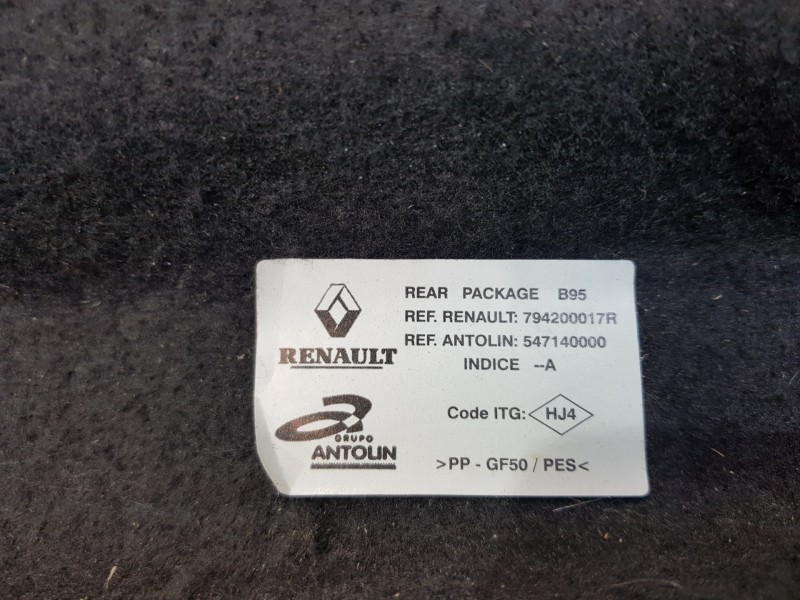 REAR PACKAGE B95
REF. RENAULT: 794200017R
REF. ANTOLIN: 547140000
INDICE --A
RENAULT
Code ITG: HJ4
GRUPO
ANTOLIN
>PP - GF50 / PES<